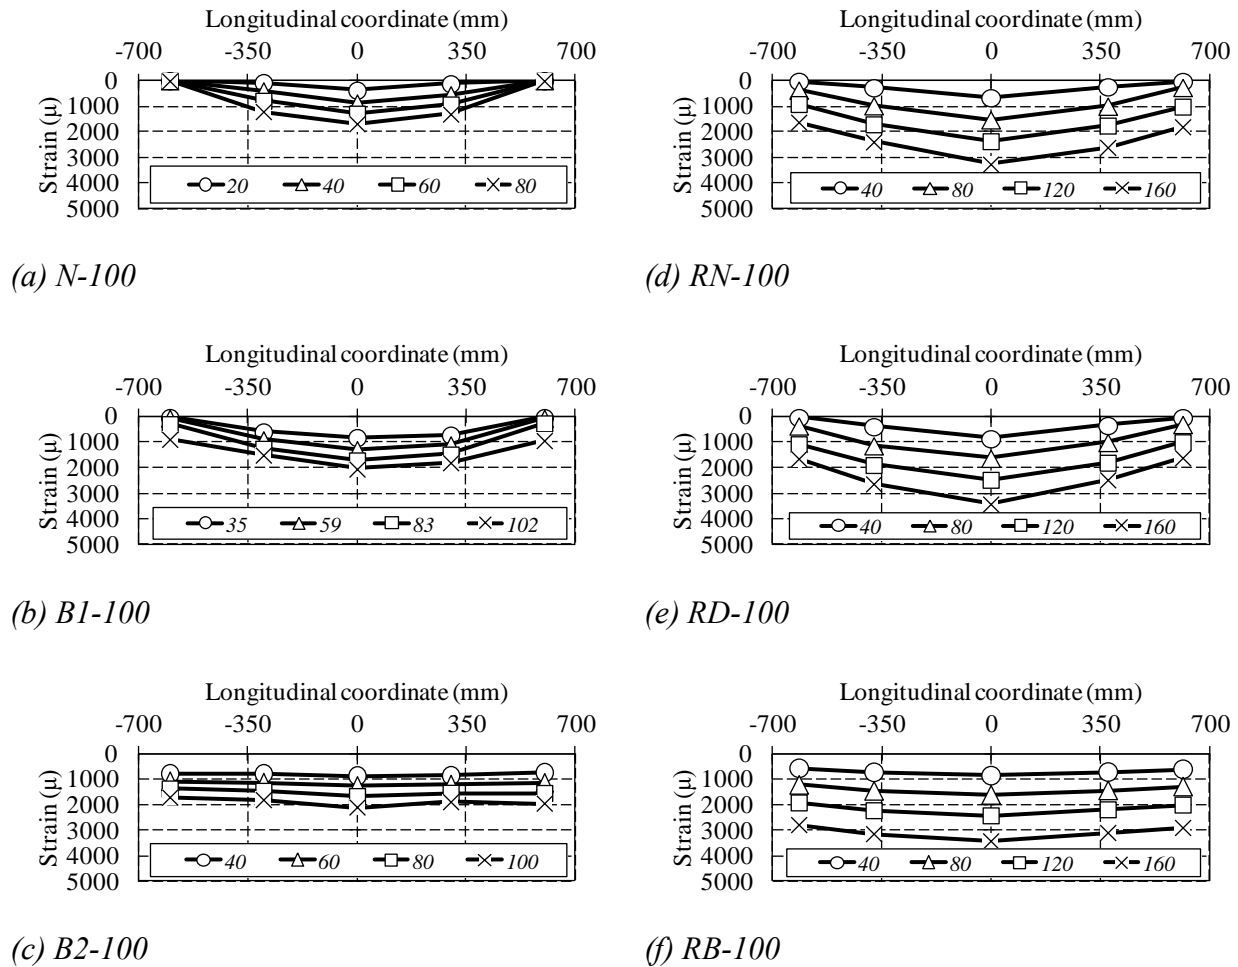 Longitudinal coordinate (mm)
-700 -350 0 350 700
0
1000
2000
3000
4000
5000
Strain (μ)
20 40 60 80
(a) N-100
Longitudinal coordinate (mm)
-700 -350 0 350 700
0
1000
2000
3000
4000
5000
Strain (μ)
40 80 120 160
(d) RN-100
Longitudinal coordinate (mm)
-700 -350 0 350 700
0
1000
2000
3000
4000
5000
Strain (μ)
35 59 83 102
(b) B1-100
Longitudinal coordinate (mm)
-700 -350 0 350 700
0
1000
2000
3000
4000
5000
Strain (μ)
40 80 120 160
(e) RD-100
Longitudinal coordinate (mm)
-700 -350 0 350 700
0
1000
2000
3000
4000
5000
Strain (μ)
40 60 80 100
(c) B2-100
Longitudinal coordinate (mm)
-700 -350 0 350 700
0
1000
2000
3000
4000
5000
Strain (μ)
40 80 120 160
(f) RB-100